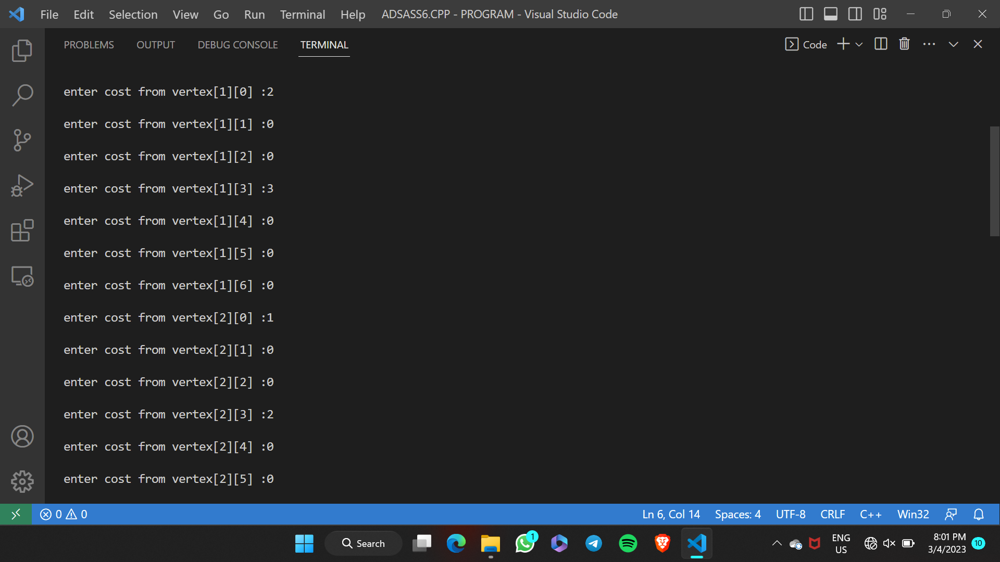 File Edit Selection View Go Run Terminal Help ADSASS6.CPP - PROGRAM - Visual Studio Code
PROBLEMS OUTPUT DEBUG CONSOLE TERMINAL Code
enter cost from vertex[1][0] :2
enter cost from vertex[1][1] :0
enter cost from vertex[1][2] :0
enter cost from vertex[1][3] :3
enter cost from vertex[1][4] :0
enter cost from vertex[1][5] :0
enter cost from vertex[1][6] :0
enter cost from vertex[2][0] :1
enter cost from vertex[2][1] :0
enter cost from vertex[2][2] :0
enter cost from vertex[2][3] :2
enter cost from vertex[2][4] :0
enter cost from vertex[2][5] :0
0 0 Ln 6, Col 14 Spaces: 4 UTF-8 CRLF C++ Win32
Search 1 ENG US 8:01 PM 3/4/2023 10